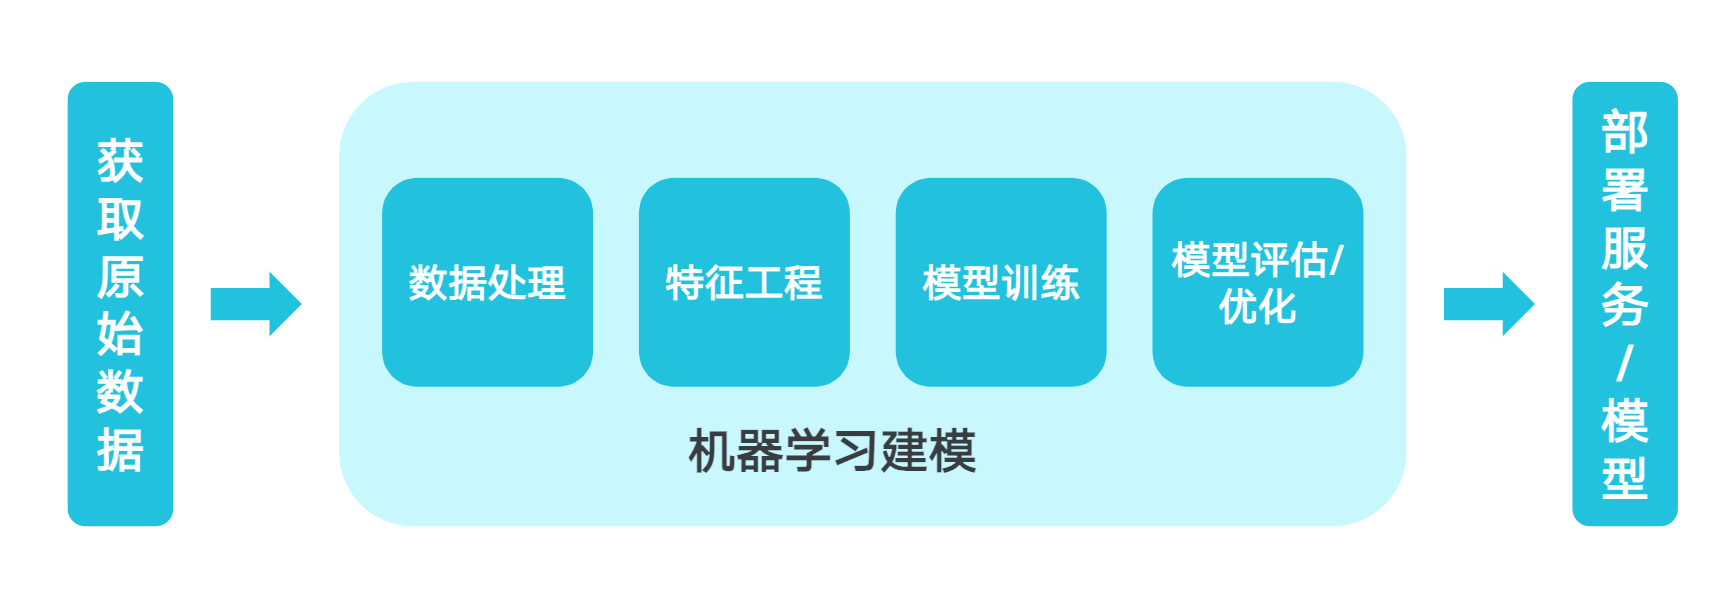 获取原始数据
数据处理
特征工程
模型训练
模型评估/
优化
机器学习建模
部署服务/模型